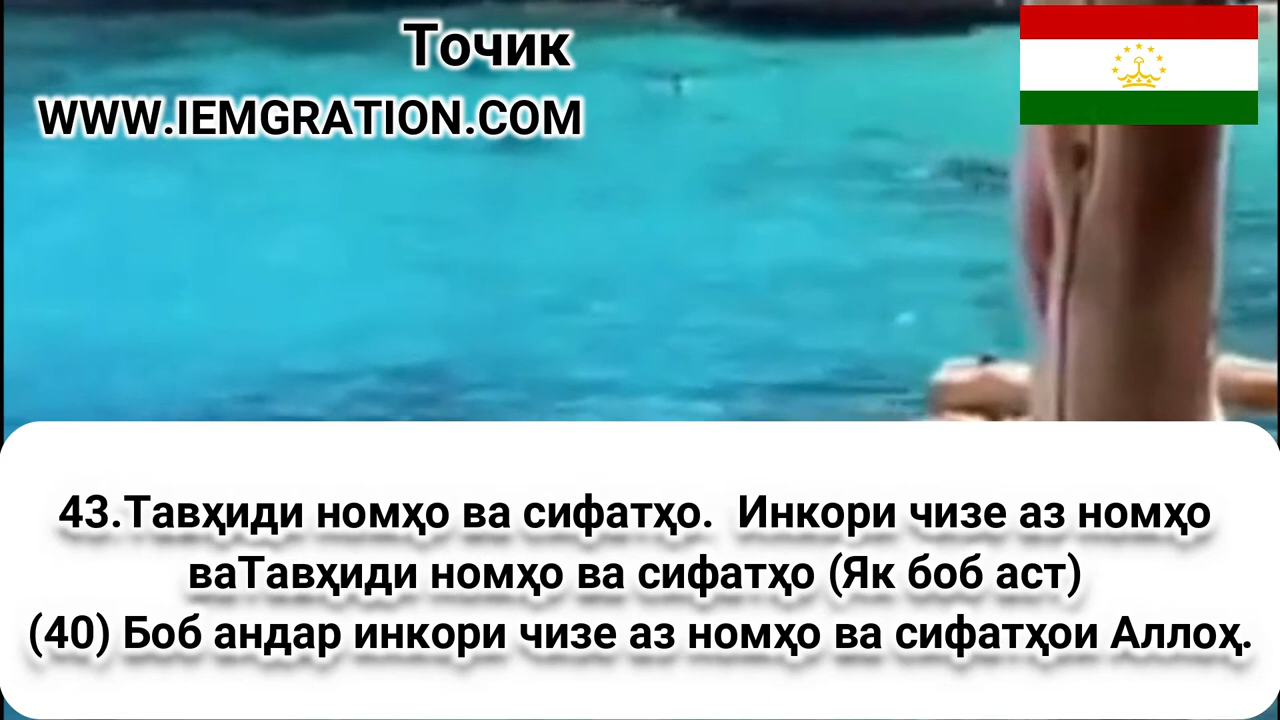 Точик
WWW.IEMGRATION.COM
43.Тавҳиди номҳо ва сифатҳо.  Инкори чизе аз номҳо
ваТавҳиди номҳо ва сифатҳо (Як боб аст)
(40) Боб андар инкори чизе аз номҳо ва сифатҳои Аллоҳ.